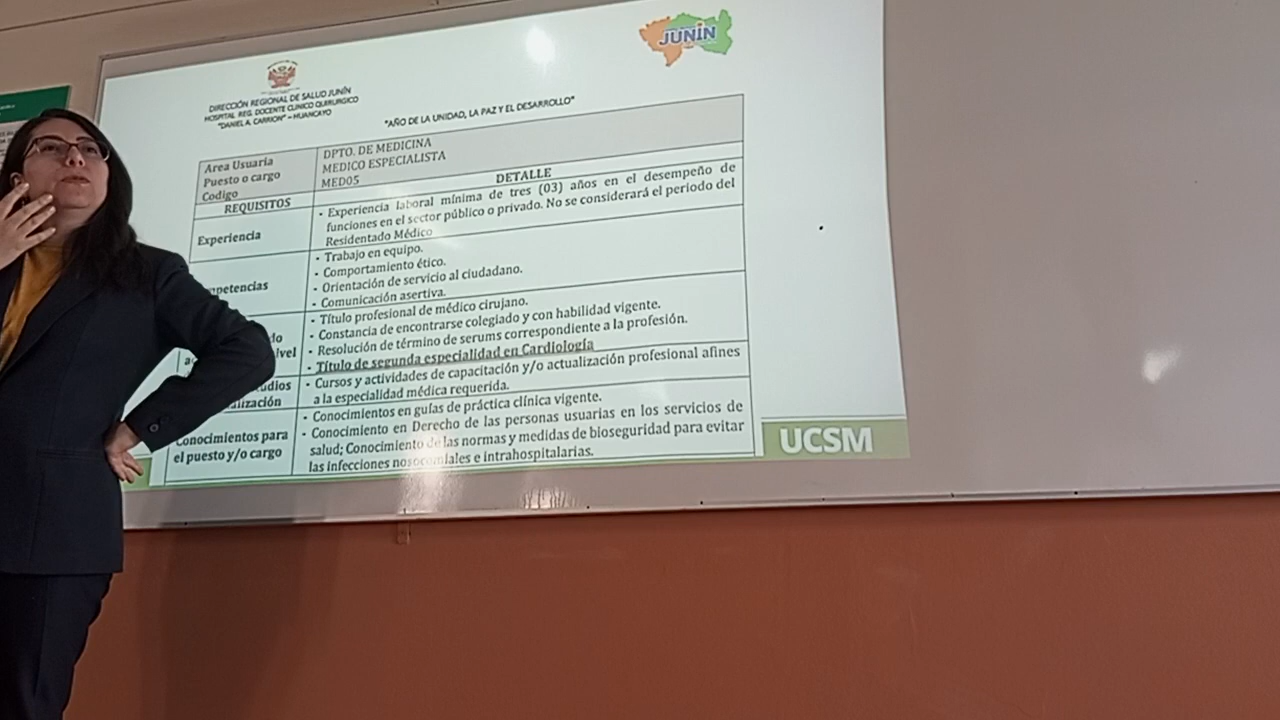 JUNÍN
DIRECCIÓN REGIONAL DE SALUD JUNÍN
HOSPITAL REG. DOCENTE CLINICO QUIRURGICO
"DANIEL A. CARRION" – HUANCAYO
"AÑO DE LA UNIDAD, LA PAZ Y EL DESARROLLO"
Area Usuaria DPTO. DE MEDICINA
Puesto o cargo MEDICO ESPECIALISTA
Codigo MED05
REQUISITOS DETALLE
Experiencia
- Experiencia laboral mínima de tres (03) años en el desempeño de
funciones en el sector público o privado. No se considerará el periodo del
Residentado Médico
petencias
- Trabajo en equipo.
- Comportamiento ético.
- Orientación de servicio al ciudadano.
- Comunicación asertiva.
- Título profesional de médico cirujano.
- Constancia de encontrarse colegiado y con habilidad vigente.
- Resolución de término de serums correspondiente a la profesión.
- Título de segunda especialidad en Cardiología
- Cursos y actividades de capacitación y/o actualización profesional afines
a la especialidad médica requerida.
Conocimientos para
el puesto y/o cargo
- Conocimientos en guías de práctica clínica vigente.
- Conocimiento en Derecho de las personas usuarias en los servicios de
salud; Conocimiento de las normas y medidas de bioseguridad para evitar
las infecciones nosocomiales e intrahospitalarias.
UCSM